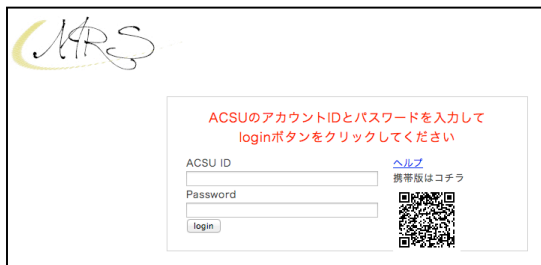 MRS
ACSUのアカウントIDとパスワードを入力して
loginボタンをクリックしてください
ACSU ID
ヘルプ
携帯版はコチラ
Password
login